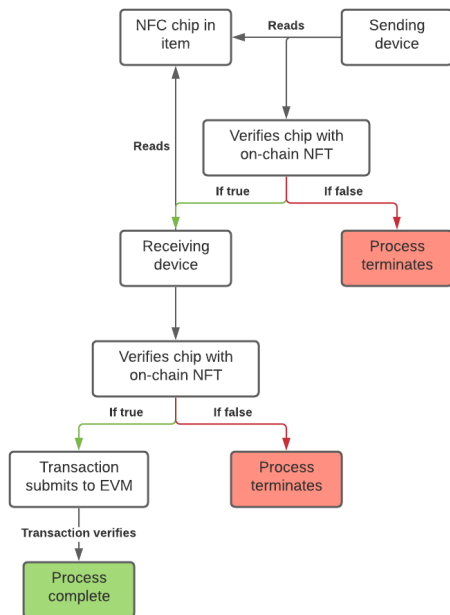 NFC chip in
item
Reads
Sending
device
Verifies chip with
on-chain NFT
Reads
If true
If false
Receiving
device
Process
terminates
Verifies chip with
on-chain NFT
If true
If false
Transaction
submits to EVM
Process
terminates
Transaction verifies
Process
complete